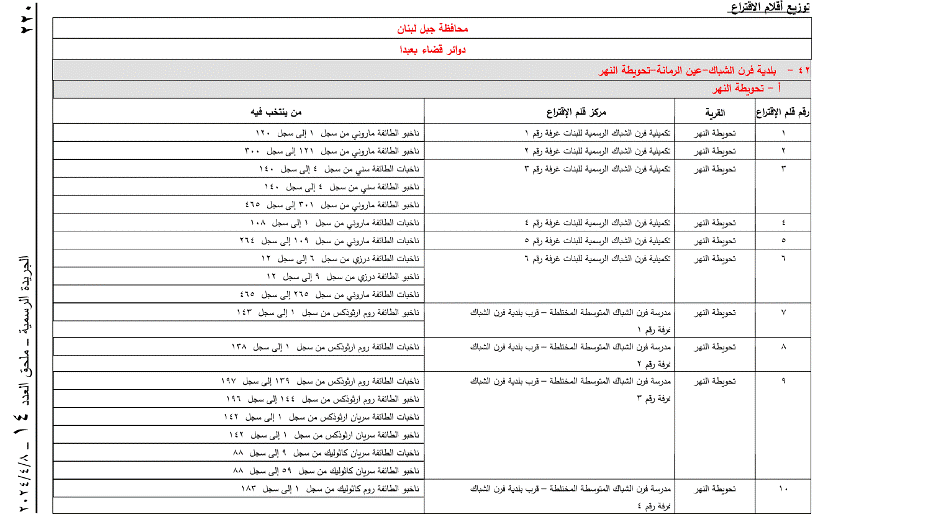 توزيع أقلام الإقتراع
محافظة جبل لبنان
دوائر قضاء بعبدا
٤٢ - بلدية فرن الشباك-عين الرمانة-تحويطة النهر
أ - تحويطة النهر
رقم قلم الإقتراع القرية مركز قلم الإقتراع من ينتخب فيه
١ تحويطة النهر تكميلية فرن الشباك الرسمية للبنات غرفة رقم ١ ناخبو الطائفة ماروني من سجل ١ إلى سجل ١٢٠
٢ تحويطة النهر تكميلية فرن الشباك الرسمية للبنات غرفة رقم ٢ ناخبو الطائفة ماروني من سجل ١٢١ إلى سجل ٣٠٠
٣ تحويطة النهر تكميلية فرن الشباك الرسمية للبنات غرفة رقم ٣ ناخبات الطائفة سني من سجل ٤ إلى سجل ١٤٠
ناخبو الطائفة سني من سجل ٤ إلى سجل ١٤٠
ناخبو الطائفة ماروني من سجل ٣٠١ إلى سجل ٤٦٥
٤ تحويطة النهر تكميلية فرن الشباك الرسمية للبنات غرفة رقم ٤ ناخبات الطائفة ماروني من سجل ١ إلى سجل ١٠٨
٥ تحويطة النهر تكميلية فرن الشباك الرسمية للبنات غرفة رقم ٥ ناخبات الطائفة ماروني من سجل ١٠٩ إلى سجل ٢٦٤
٦ تحويطة النهر تكميلية فرن الشباك الرسمية للبنات غرفة رقم ٦ ناخبات الطائفة درزي من سجل ٦ إلى سجل ١٢
ناخبو الطائفة درزي من سجل ٩ إلى سجل ١٢
ناخبات الطائفة ماروني من سجل ٢٦٥ إلى سجل ٤٦٥
٧ تحويطة النهر مدرسة فرن الشباك المتوسطة المختلطة - قرب بلدية فرن الشباك ناخبو الطائفة روم ارثوذكس من سجل ١ إلى سجل ١٤٣
غرفة رقم ١
٨ تحويطة النهر مدرسة فرن الشباك المتوسطة المختلطة - قرب بلدية فرن الشباك ناخبات الطائفة روم ارثوذكس من سجل ١ إلى سجل ١٣٨
غرفة رقم ٢
٩ تحويطة النهر مدرسة فرن الشباك المتوسطة المختلطة - قرب بلدية فرن الشباك ناخبات الطائفة روم ارثوذكس من سجل ١٣٩ إلى سجل ١٩٧
غرفة رقم ٣ ناخبو الطائفة روم ارثوذكس من سجل ١٤٤ إلى سجل ١٩٦
ناخبات الطائفة سريان ارثوذكس من سجل ١ إلى سجل ١٤٢
ناخبو الطائفة سريان ارثوذكس من سجل ١ إلى سجل ١٤٢
ناخبات الطائفة سريان كاثوليك من سجل ٩ إلى سجل ٨٨
ناخبو الطائفة سريان كاثوليك من سجل ٥٩ إلى سجل ٨٨
١٠ تحويطة النهر مدرسة فرن الشباك المتوسطة المختلطة - قرب بلدية فرن الشباك ناخبو الطائفة روم كاثوليك من سجل ١ إلى سجل ١٨٣
غرفة رقم ٤
٢٢٠
الجريدة الرسمية - ملحق العدد ١٤ - ٢٠٢٤/٤/٨